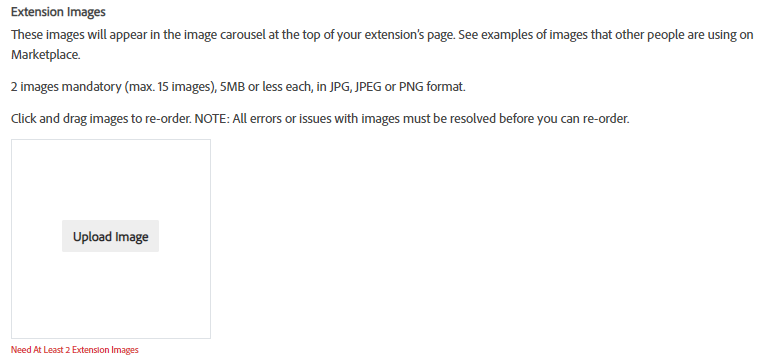 Extension Images
These images will appear in the image carousel at the top of your extension's page. See examples of images that other people are using on
Marketplace.
2 images mandatory (max. 15 images), 5MB or less each, in JPG, JPEG or PNG format.
Click and drag images to re-order. NOTE: All errors or issues with images must be resolved before you can re-order.
Upload Image
Need At Least 2 Extension Images